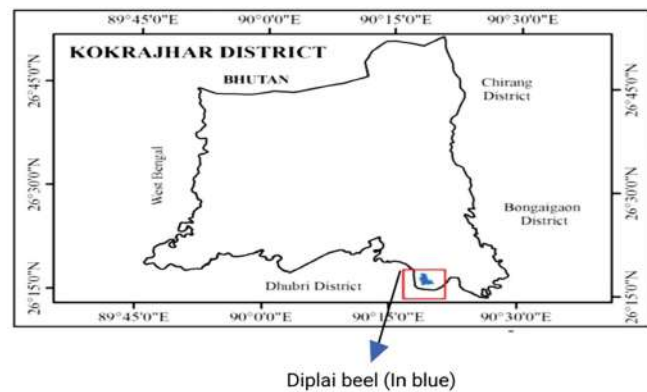 89°45'0"E 90°0'0"E 90°15'0"E 90°30'0"E
KOKRAJHAR DISTRICT
BHUTAN
26°45'0"N
26°45'0"N
Chirang
District
West Bengal
26°30'0"N
26°30'0"N
Bongaigaon
District
Dhubri District
26°15'0"N
26°15'0"N
89°45'0"E 90°0'0"E 90°15'0"E 90°30'0"E
Diplai beel (In blue)